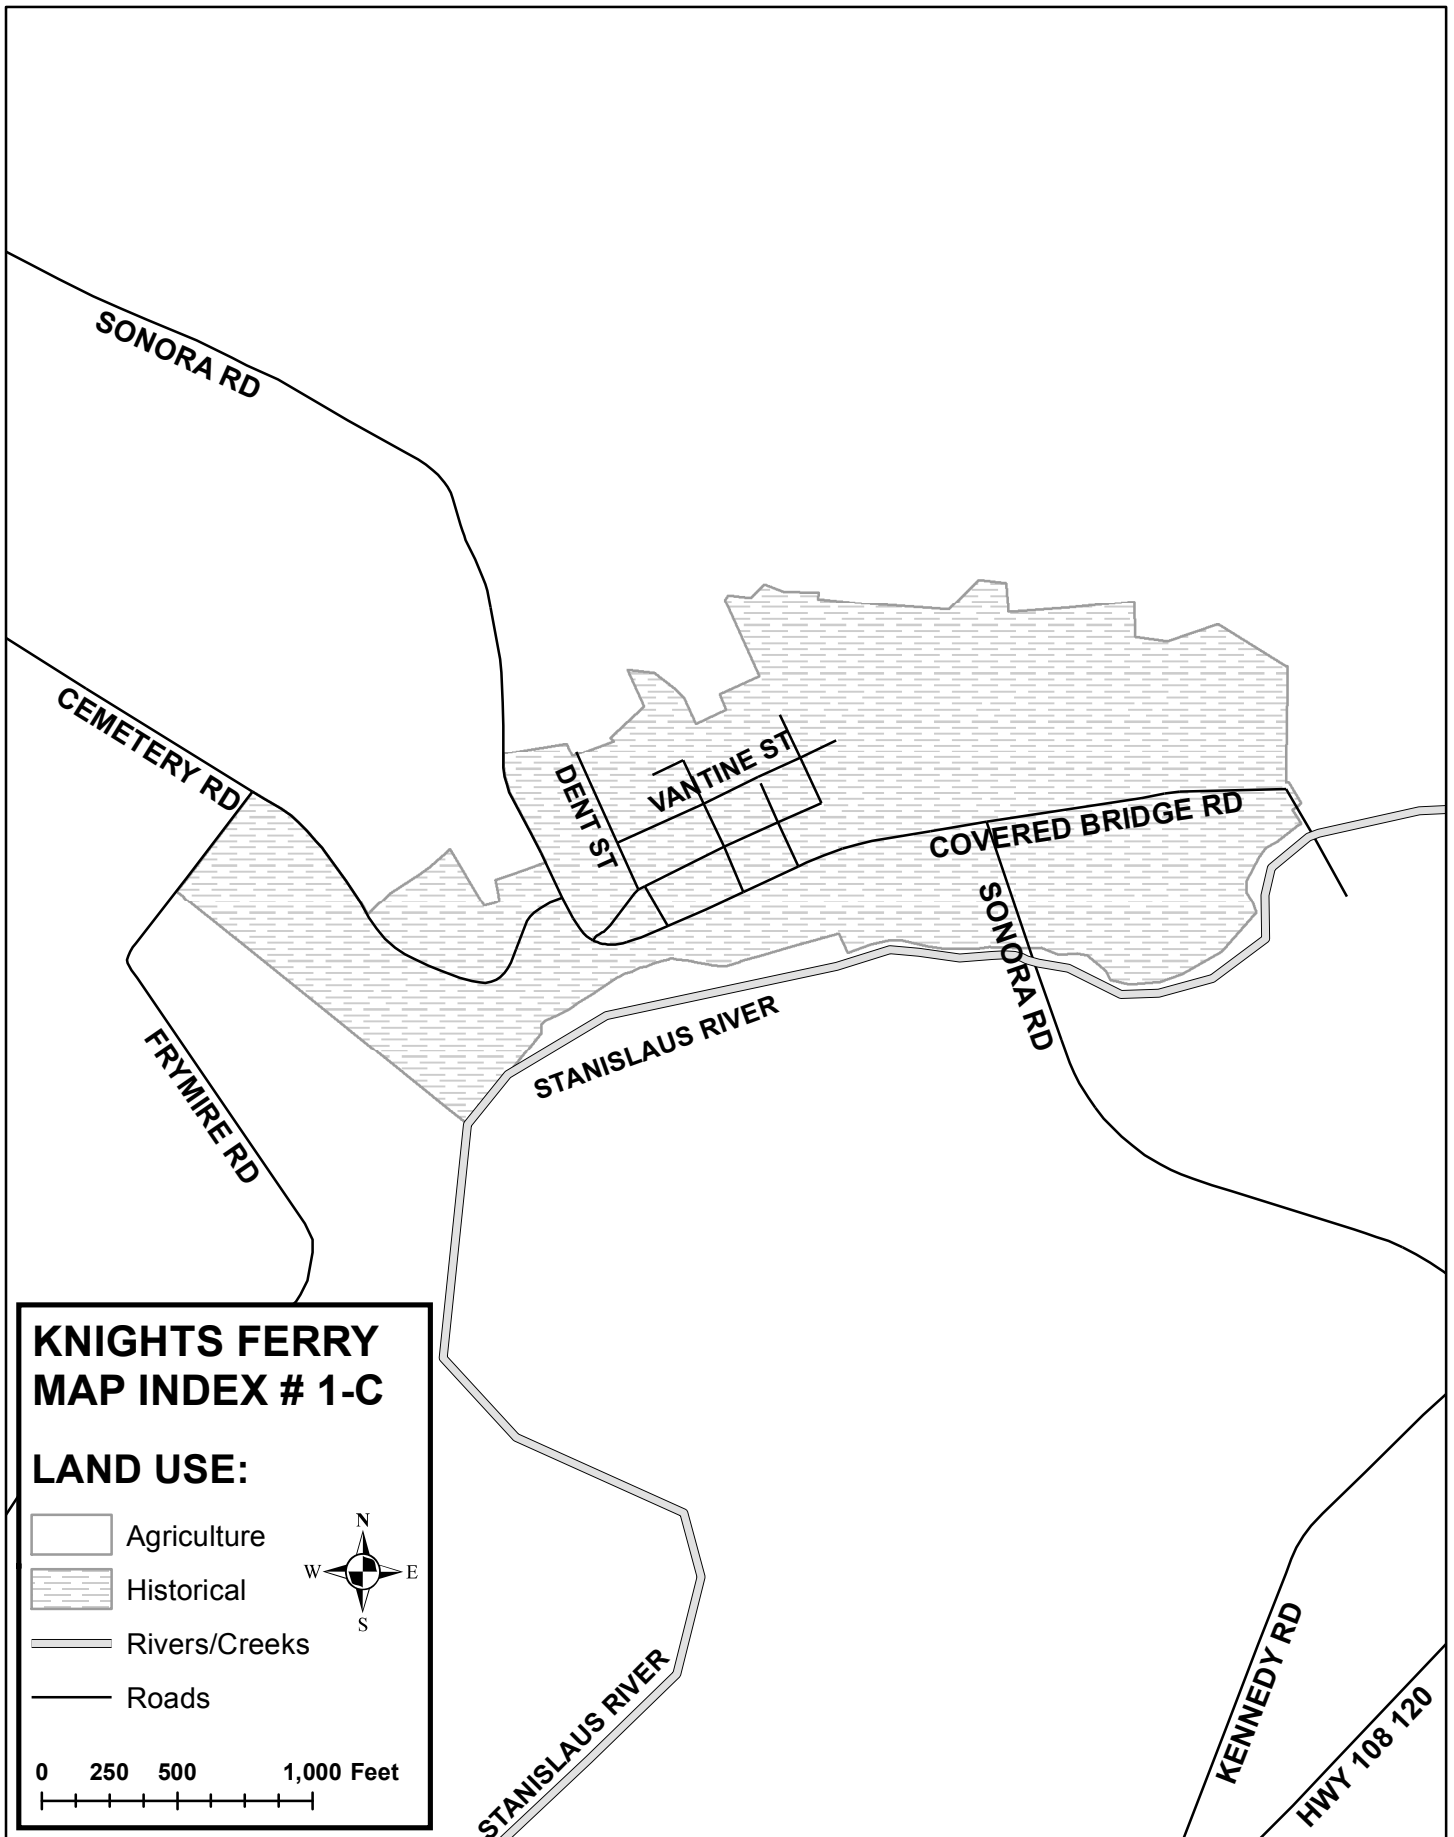 SONORA RD
CEMETERY RD
DENT ST
VANTINE ST
COVERED BRIDGE RD
SONORA RD
STANISLAUS RIVER
FRYMIRE RD
KNIGHTS FERRY
MAP INDEX # 1-C
LAND USE:
Agriculture
Historical
Rivers/Creeks
Roads
N
W E
S
0 250 500 1,000 Feet
STANISLAUS RIVER
KENNEDY RD
HWY 108 120